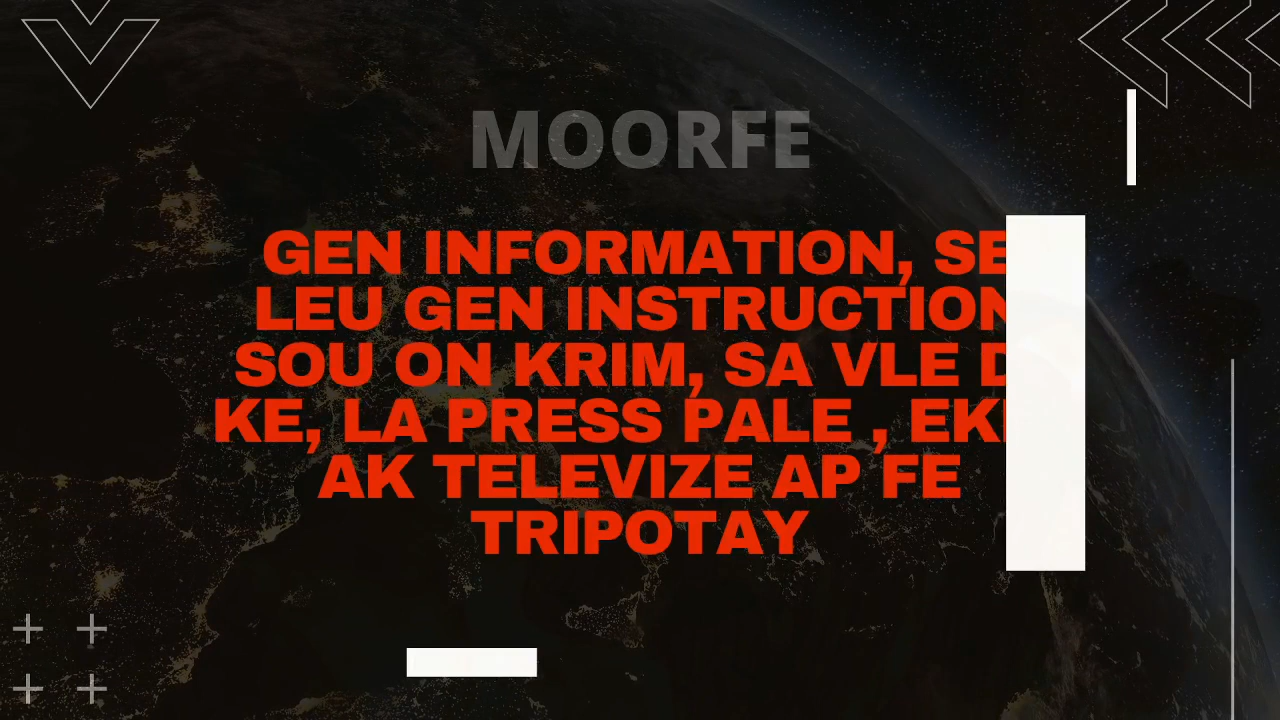 MOORFE
GEN INFORMATION,
LEU GEN INSTRUCTION
SOU ON KRIM, SA VLE
KE, LA PRESS PALE ,
AK TELEVIZE AP FE
TRIPOTAY